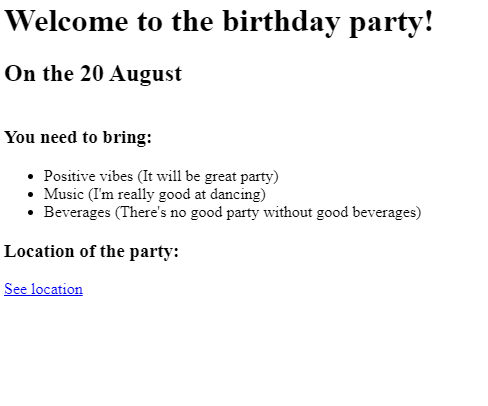 Welcome to the birthday party!
On the 20 August
You need to bring:
Positive vibes (It will be great party)
Music (I'm really good at dancing)
Beverages (There's no good party without good beverages)
Location of the party:
See location